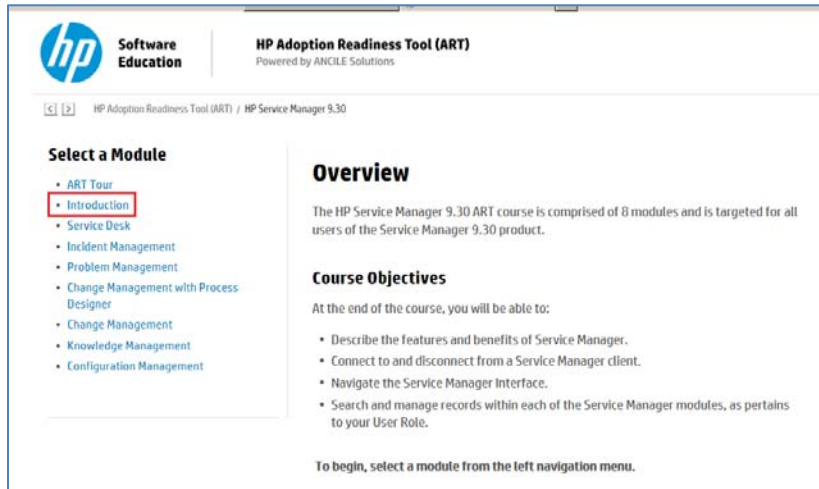 hp
Software
Education
HP Adoption Readiness Tool (ART)
Powered by ANCILE Solutions
HP Adoption Readiness Tool (ART) / HP Service Manager 9.30
Select a Module
• ART Tour
• Introduction
• Service Desk
• Incident Management
• Problem Management
• Change Management with Process
Designer
• Change Management
• Knowledge Management
• Configuration Management
Overview
The HP Service Manager 9.30 ART course is comprised of 8 modules and is targeted for all
users of the Service Manager 9.30 product.
Course Objectives
At the end of the course, you will be able to:
• Describe the features and benefits of Service Manager.
• Connect to and disconnect from a Service Manager client.
• Navigate the Service Manager Interface.
• Search and manage records within each of the Service Manager modules, as pertains
to your User Role.
To begin, select a module from the left navigation menu.